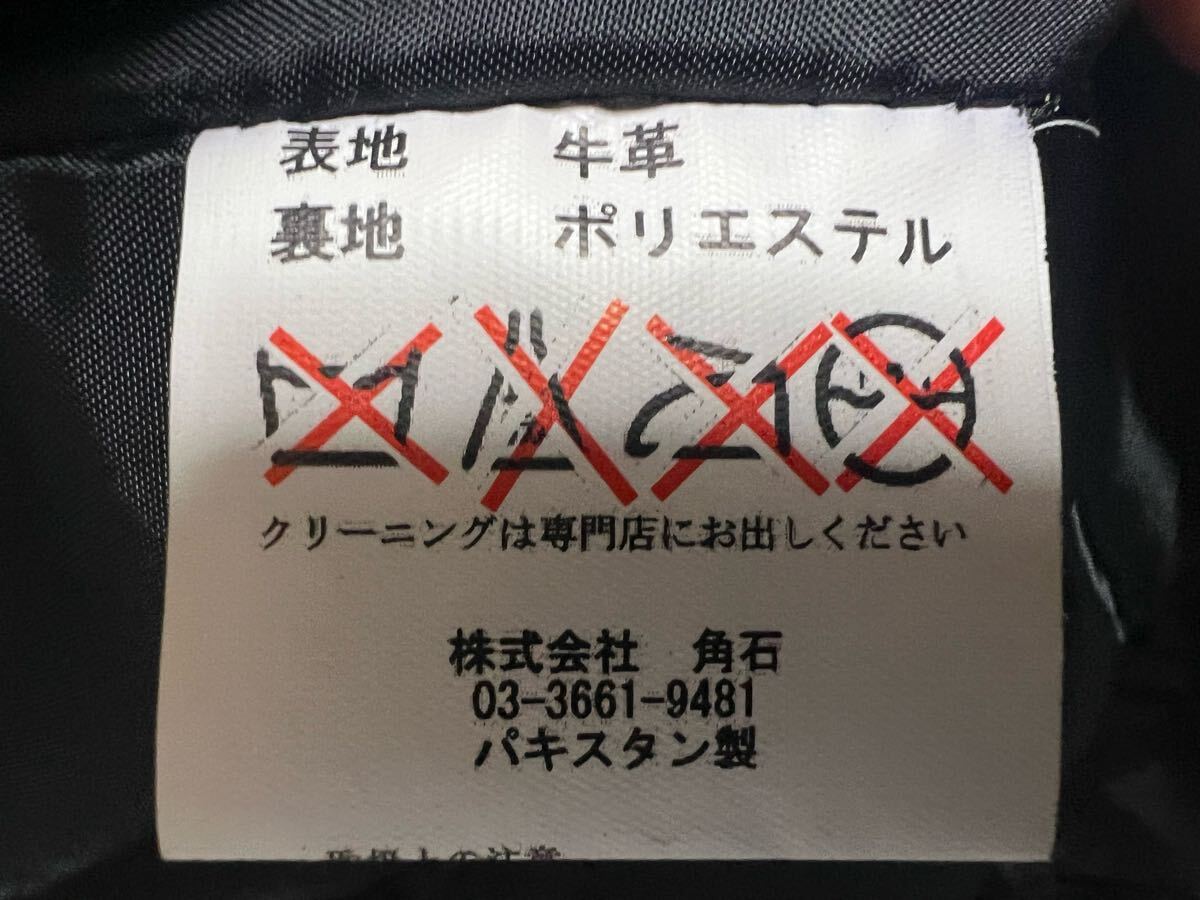 表地 牛革
裏地 ポリエステル
クリーニングは専門店にお出しください
株式会社 角石
03-3661-9481
パキスタン製